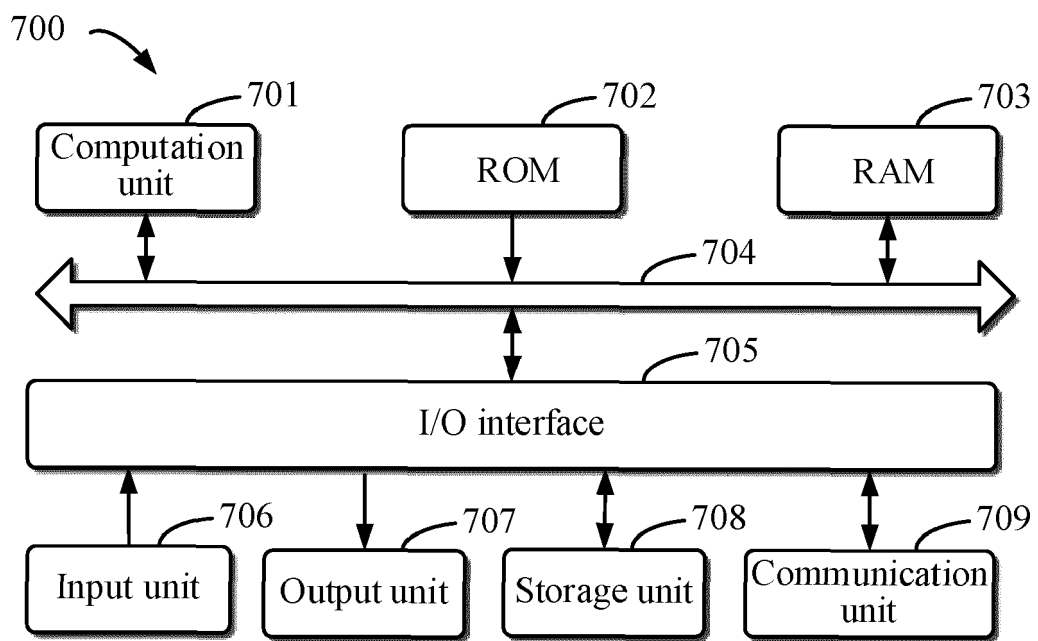 700
701
702
703
Computation
unit
ROM
RAM
704
705
I/O interface
706
707
708
709
Input unit
Output unit
Storage unit
Communication
unit